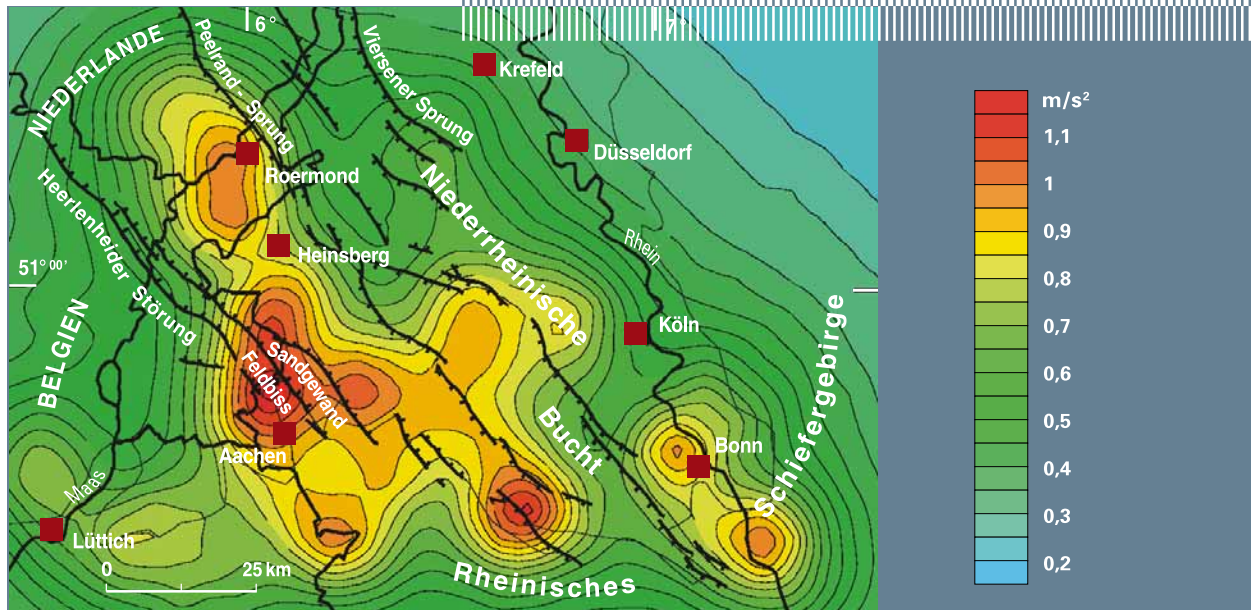 6°
7°
NIEDERLANDE
Peelrand - Sprung
Viersener Sprung
Krefeld
Düsseldorf
Roermond
Heerlenheider Störung
Niederrheinische
Bucht
Heinsberg
Rhein
51° 00'
BELGIEN
Köln
Sandgewand
Feldbiss
Aachen
Bonn
Schiefergebirge
Maas
Lüttich
0 25 km
Rheinisches
m/s²
1,1
1
0,9
0,8
0,7
0,6
0,5
0,4
0,3
0,2